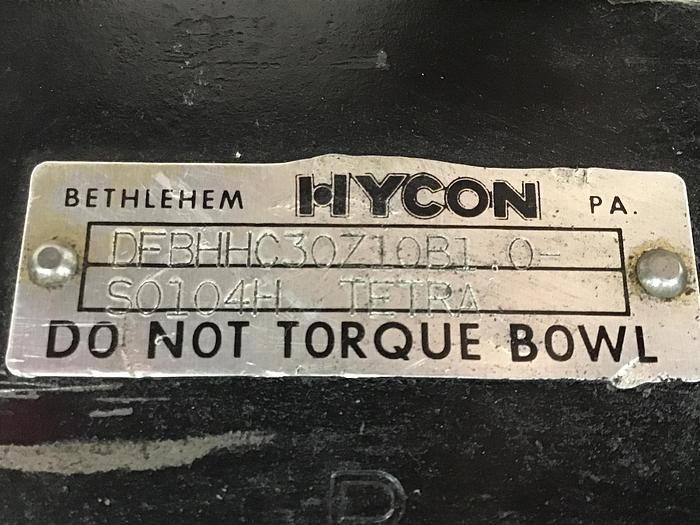 BETHLEHEM HYCON PA.
DFBHHC30Z10B1.0-
S0104H TETRA
DO NOT TORQUE BOWL
D